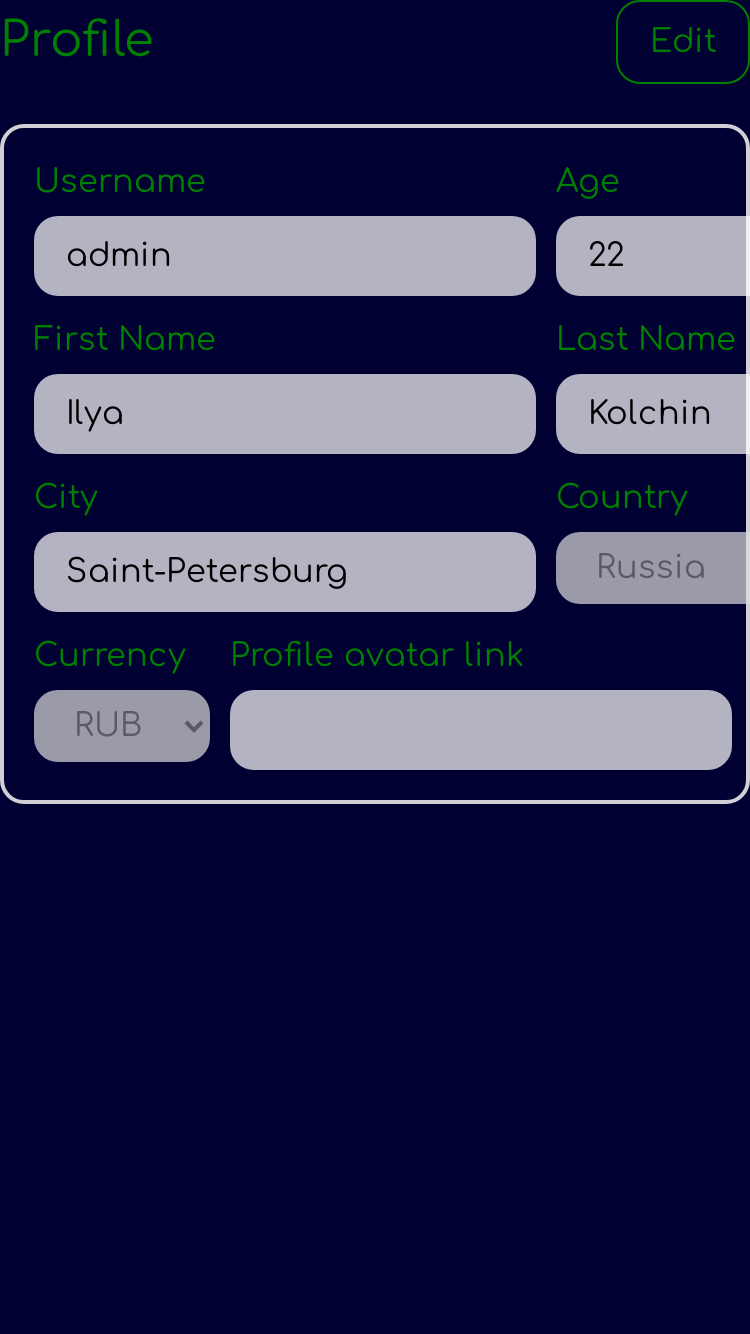 Profile Edit
Username Age
admin 22
First Name Last Name
Ilya Kolchin
City Country
Saint-Petersburg Russia
Currency Profile avatar link
RUB